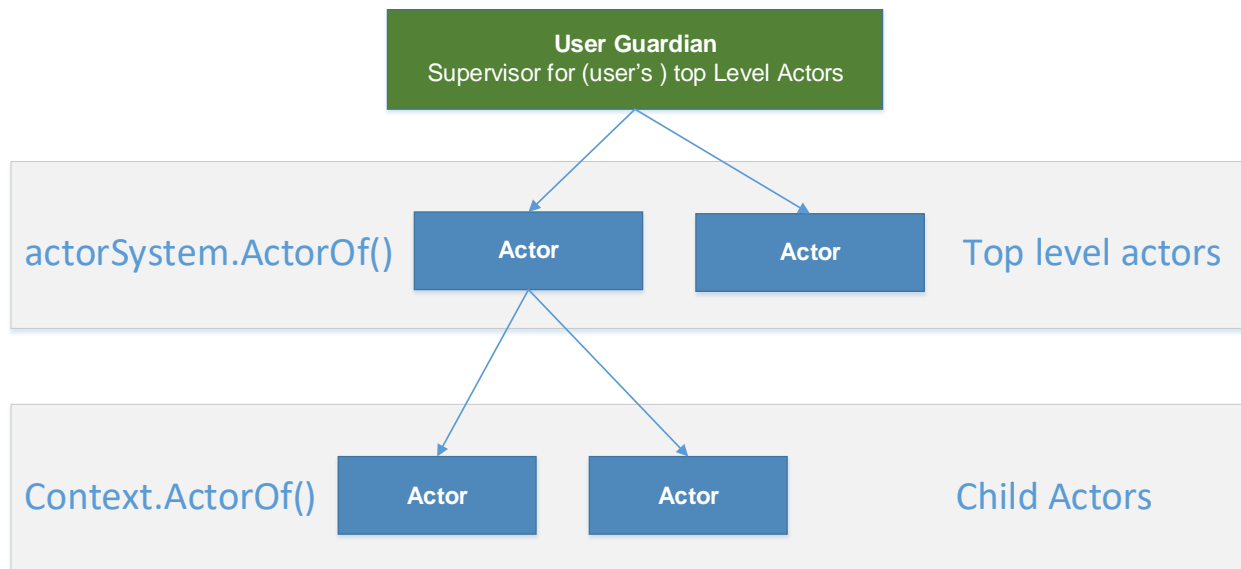 User Guardian
Supervisor for (user's ) top Level Actors
actorSystem.ActorOf()
Actor
Actor
Top level actors
Context.ActorOf()
Actor
Actor
Child Actors